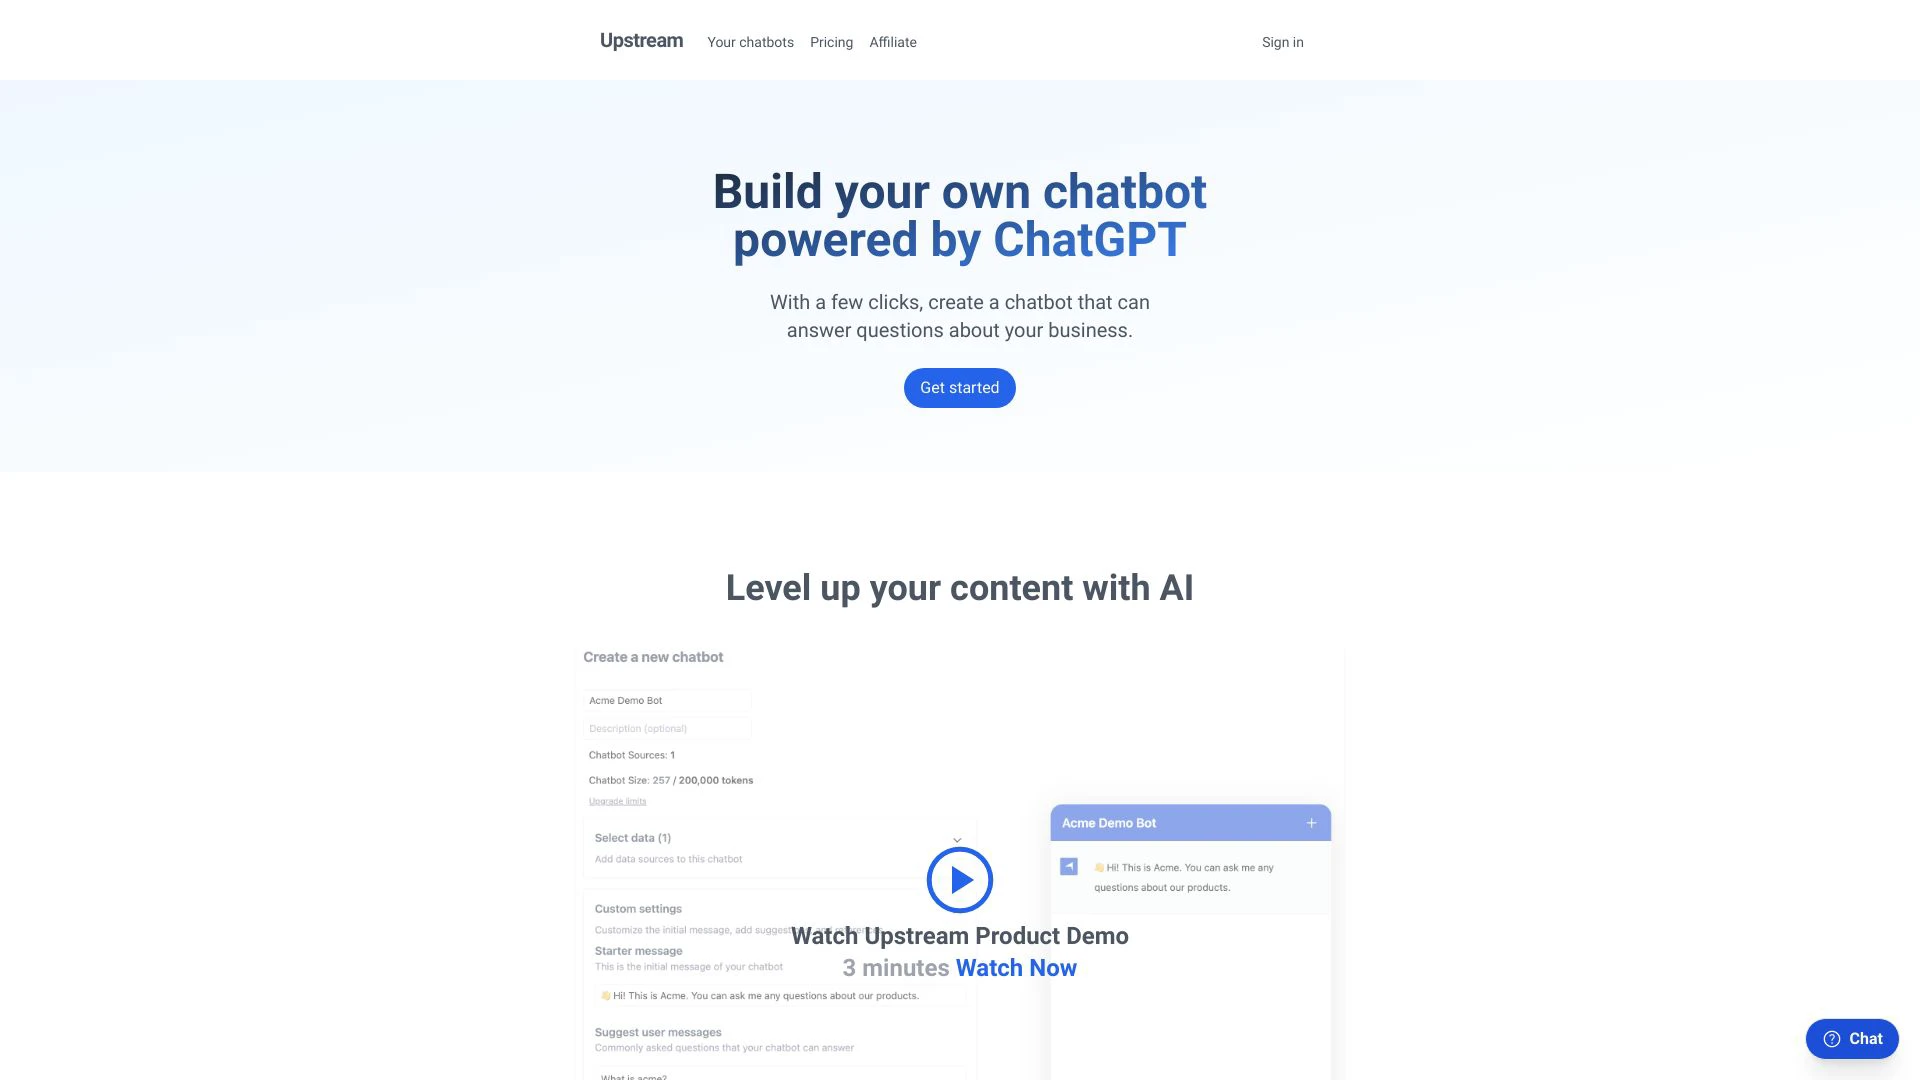 Upstream
Your chatbots
Pricing
Affiliate
Sign in
Build your own chatbot
powered by ChatGPT
With a few clicks, create a chatbot that can
answer questions about your business.
Get started
Level up your content with AI
Create a new chatbot
Acme Demo Bot
Description (optional)
Chatbot Sources: 1
Chatbot Size: 257 / 200,000 tokens
Upgrade limits
Select data (1)
Add data sources to this chatbot
Custom settings
Customize the initial message, add
Starter message
This is the initial message of your chatbot
👋 Hi! This is Acme. You can ask me any questions about our products.
Suggest user messages
Commonly asked questions that your chatbot can answer
What is acme?
Watch Upstream Product Demo
3 minutes Watch Now
Acme Demo Bot
👋 Hi! This is Acme. You can ask me any
questions about our products.
Chat